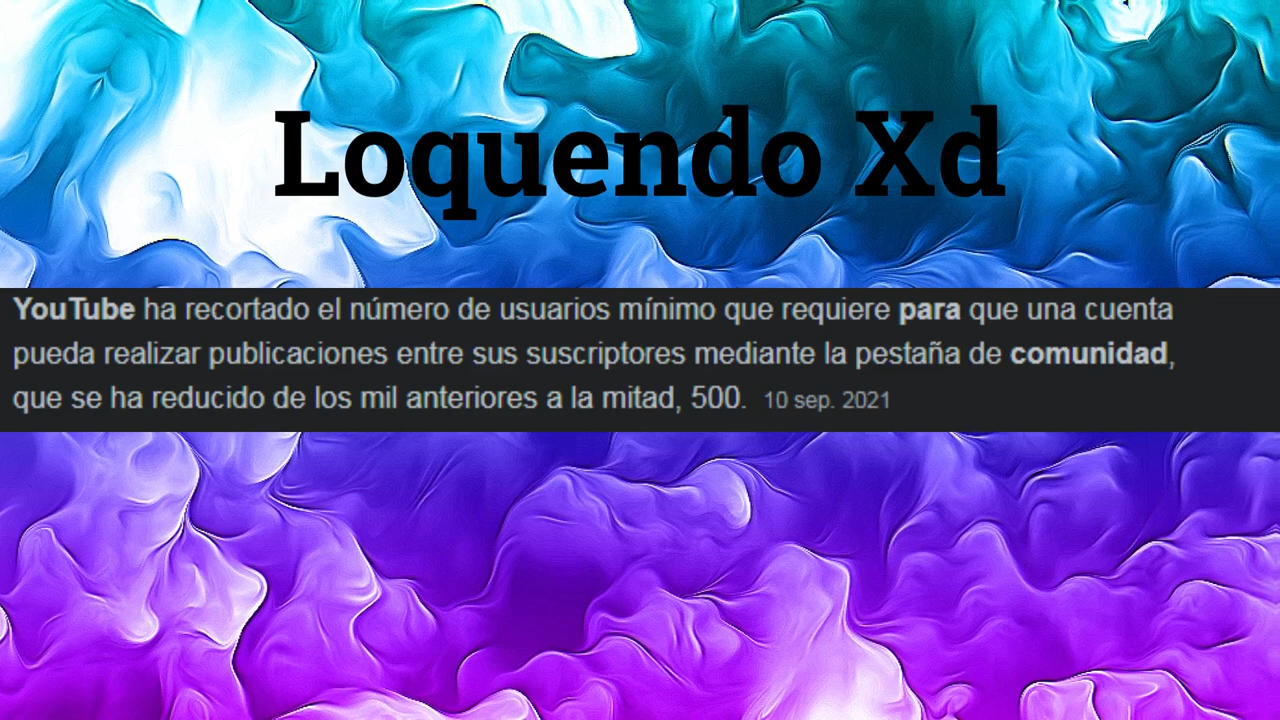 Loquendo Xd
YouTube ha recortado el número de usuarios mínimo que requiere para que una cuenta
pueda realizar publicaciones entre sus suscriptores mediante la pestaña de comunidad,
que se ha reducido de los mil anteriores a la mitad, 500. 10 sep. 2021